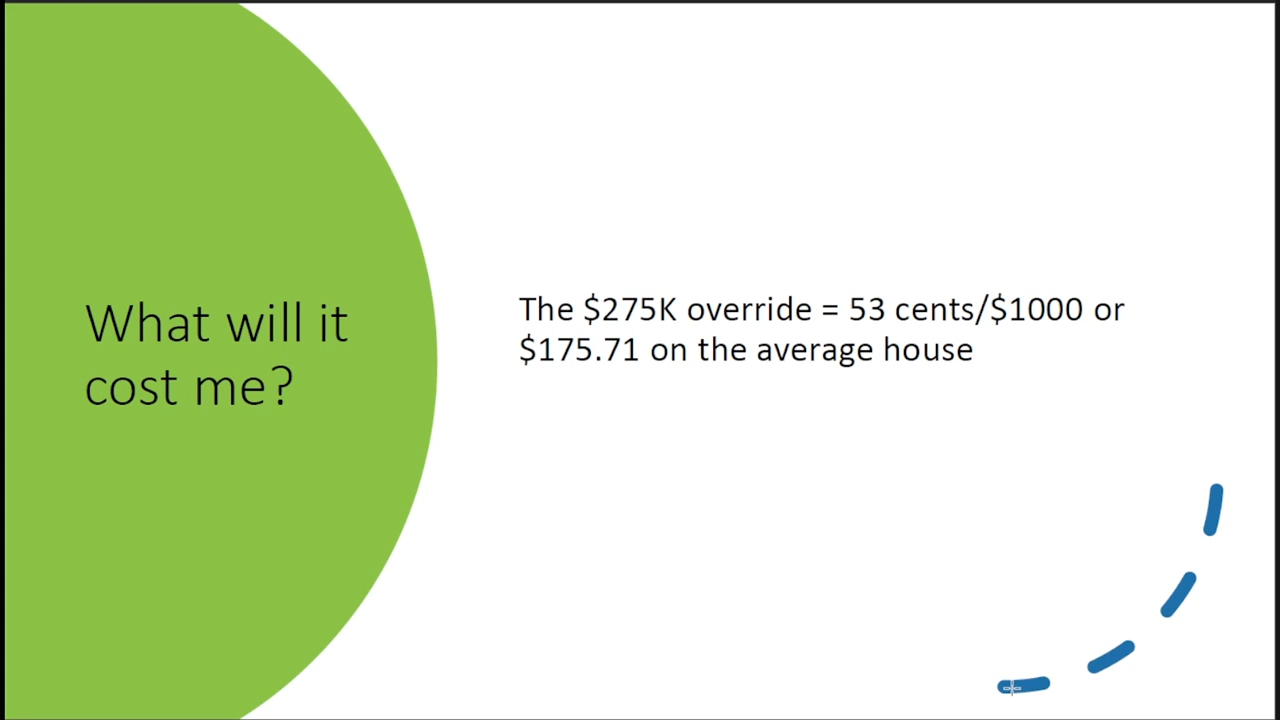 What will it
cost me?
The $275K override = 53 cents/$1000 or
$175.71 on the average house